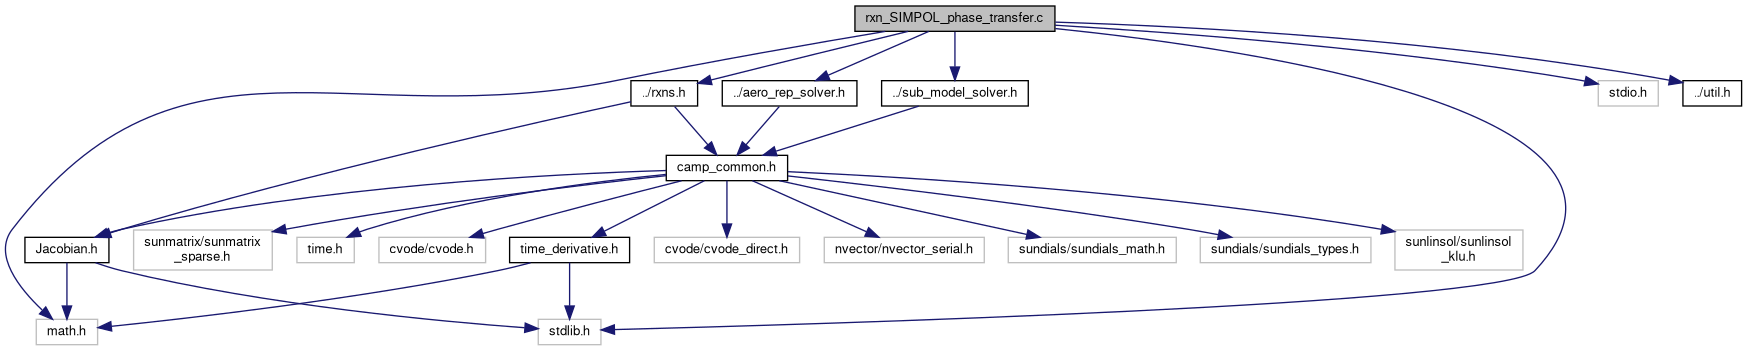 rxn_SIMPOL_phase_transfer.c
../rxns.h
../aero_rep_solver.h
../sub_model_solver.h
stdio.h
../util.h
camp_common.h
Jacobian.h
sunmatrix/sunmatrix
_sparse.h
time.h
cvode/cvode.h
time_derivative.h
cvode/cvode_direct.h
nvector/nvector_serial.h
sundials/sundials_math.h
sundials/sundials_types.h
sunlinsol/sunlinsol
_klu.h
math.h
stdlib.h